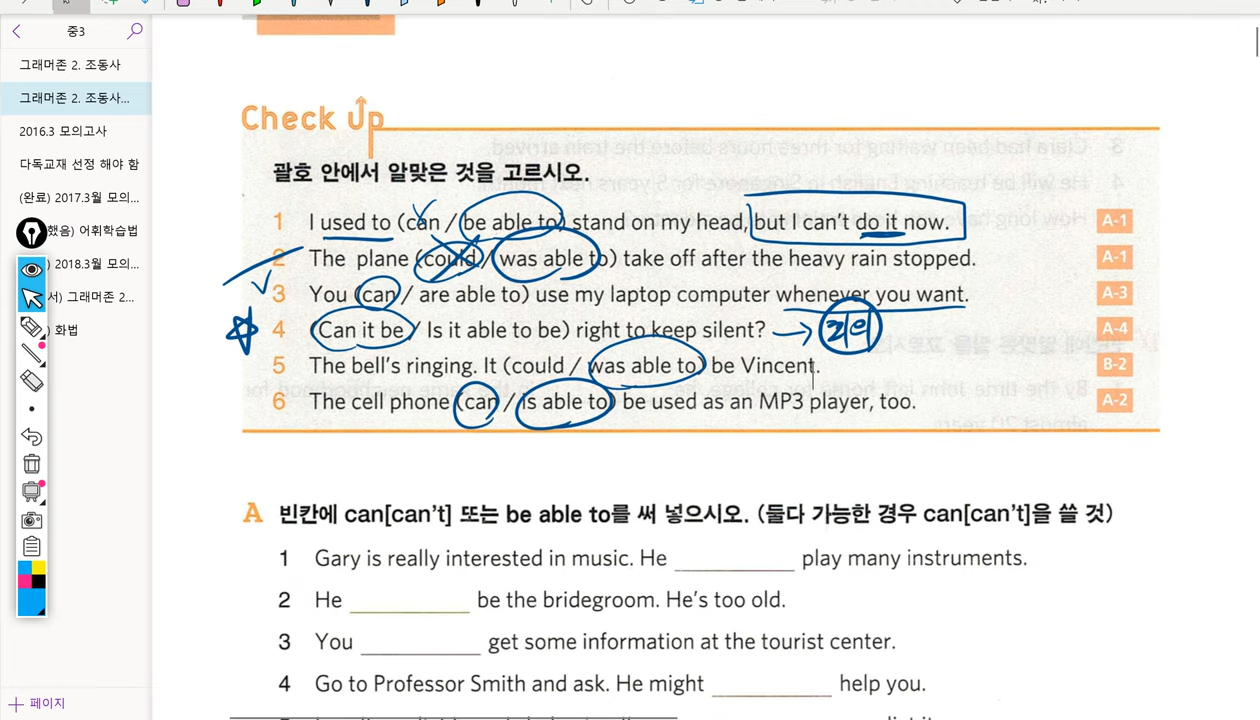 중3
그래머존 2. 조동사
그래머존 2. 조동사...
2016.3 모의고사
다독교재 선정 해야 함
(완료) 2017.3월 모의...
했음) 어휘학습법
) 2018.3월 모의...
서) 그래머존 2...
) 화법
페이지
Check Up
괄호 안에서 알맞은 것을 고르시오.
1 I used to (can / be able to) stand on my head, but I can't do it now. A-1
2 The plane (could / was able to) take off after the heavy rain stopped. A-1
3 You (can / are able to) use my laptop computer whenever you want. A-3
4 (Can it be / Is it able to be) right to keep silent? A-4
5 The bell's ringing. It (could / was able to) be Vincent. B-2
6 The cell phone (can / is able to) be used as an MP3 player, too. A-2
A 빈칸에 can[can't] 또는 be able to를 써 넣으시오. (둘다 가능한 경우 can[can't]을 쓸 것)
1 Gary is really interested in music. He __________ play many instruments.
2 He __________ be the bridegroom. He's too old.
3 You __________ get some information at the tourist center.
4 Go to Professor Smith and ask. He might __________ help you.